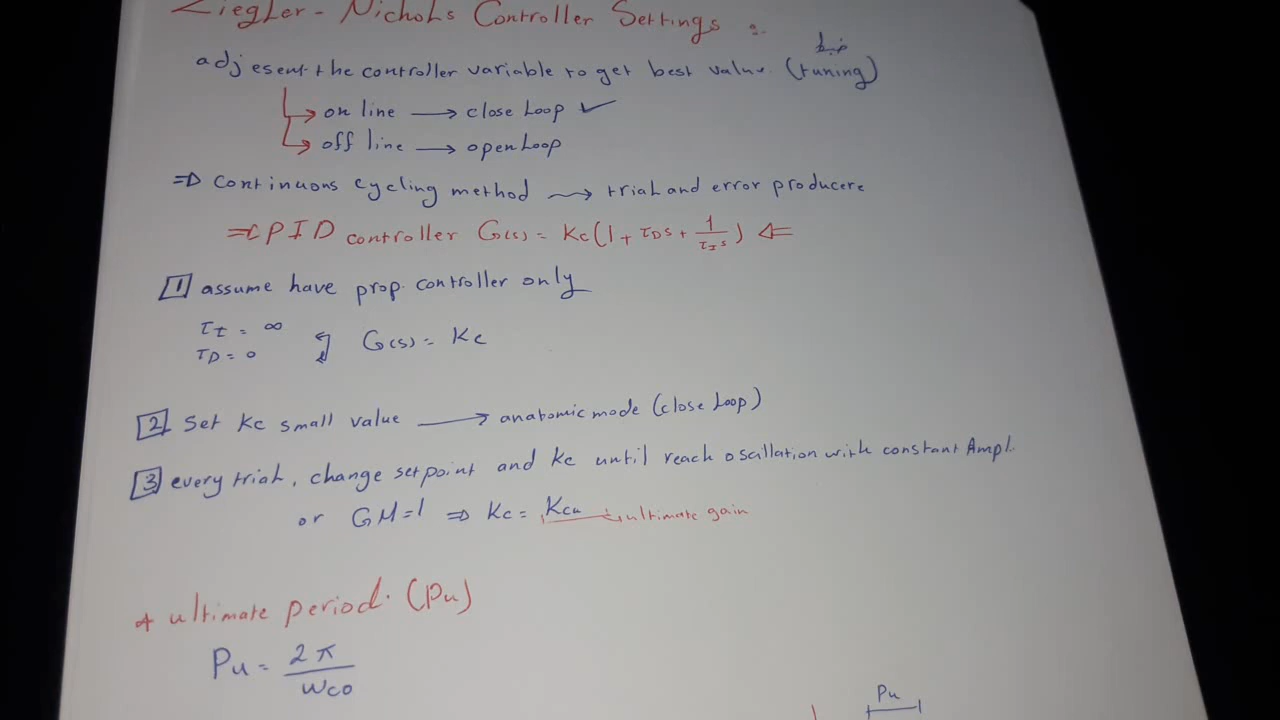 Ziegler - Nichols Controller Settings :-
ضبط
adjesent the controller variable to get best value. (tuning)
→ on line → close Loop ✓
→ off line → open Loop
⇒ continuous cycling method ⇝ trial and error producere
⇒ PID controller G(s) = Kc(1 + τDS + 1/τIS) ⇐
1 assume have prop. controller only
τI = ∞
τD = 0 } G(s) = Kc
2 Set Kc small value → anatomic mode (close Loop)
3 every trial, change setpoint and Kc until reach oscillation with constant Ampl.
or GM=1 ⇒ Kc = Kcu → ultimate gain
* ultimate period. (Pu)
Pu = 2π/wco
Pu